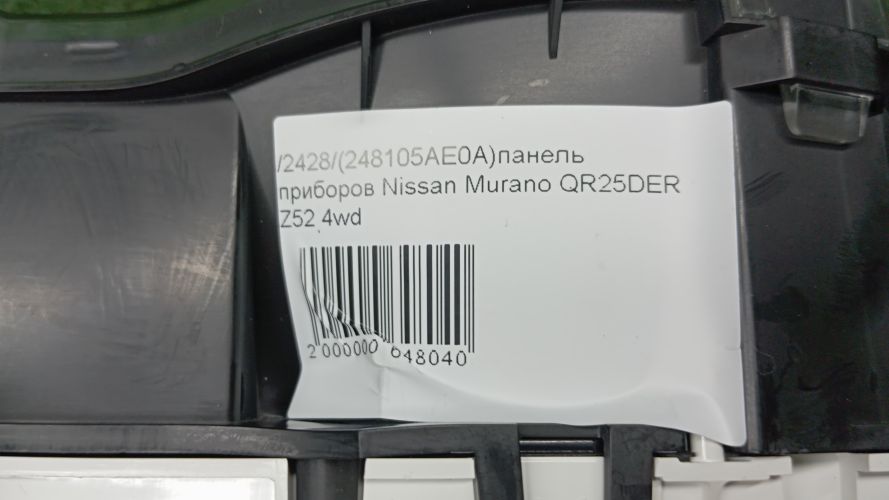 /2428/(248105AE0A)панель
приборов Nissan Murano QR25DER
Z52 4wd
2 000000 648040